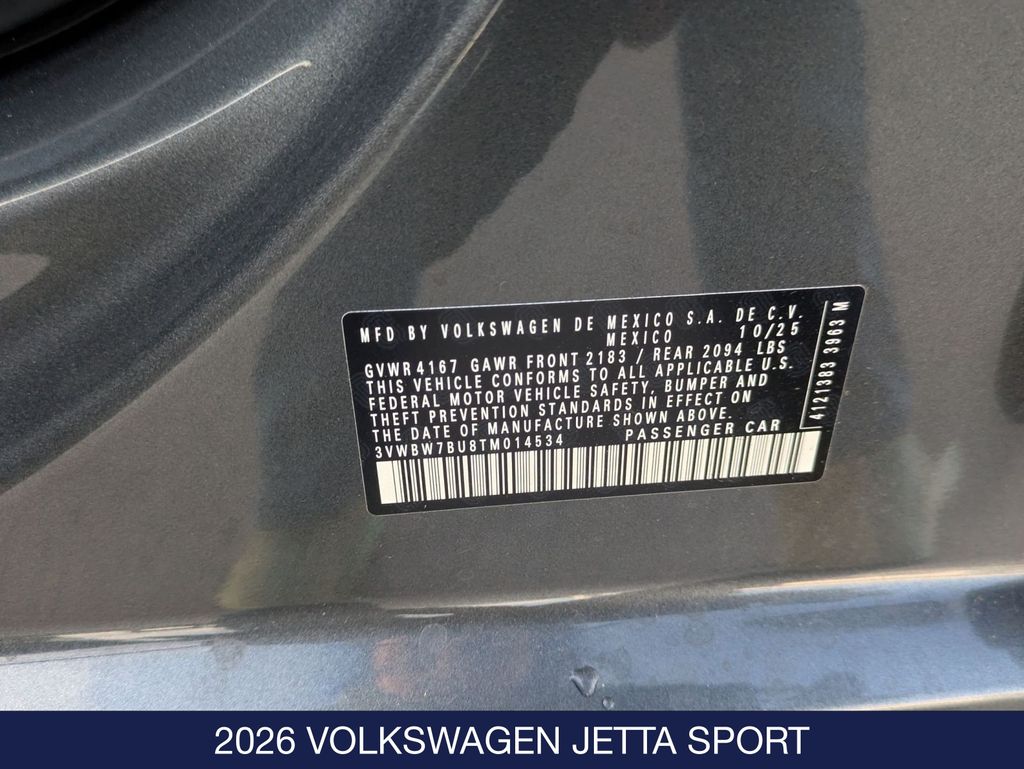 MFD BY VOLKSWAGEN DE MEXICO S.A. DE C.V.
MEXICO 10/25
GVWR 4167 GAWR FRONT 2183 / REAR 2094 LBS
THIS VEHICLE CONFORMS TO ALL APPLICABLE U.S.
FEDERAL MOTOR VEHICLE SAFETY, BUMPER AND
THEFT PREVENTION STANDARDS IN EFFECT ON
THE DATE OF MANUFACTURE SHOWN ABOVE.
3VWBW7BU8TM014534 PASSENGER CAR
4121383 3963 M
2026 VOLKSWAGEN JETTA SPORT